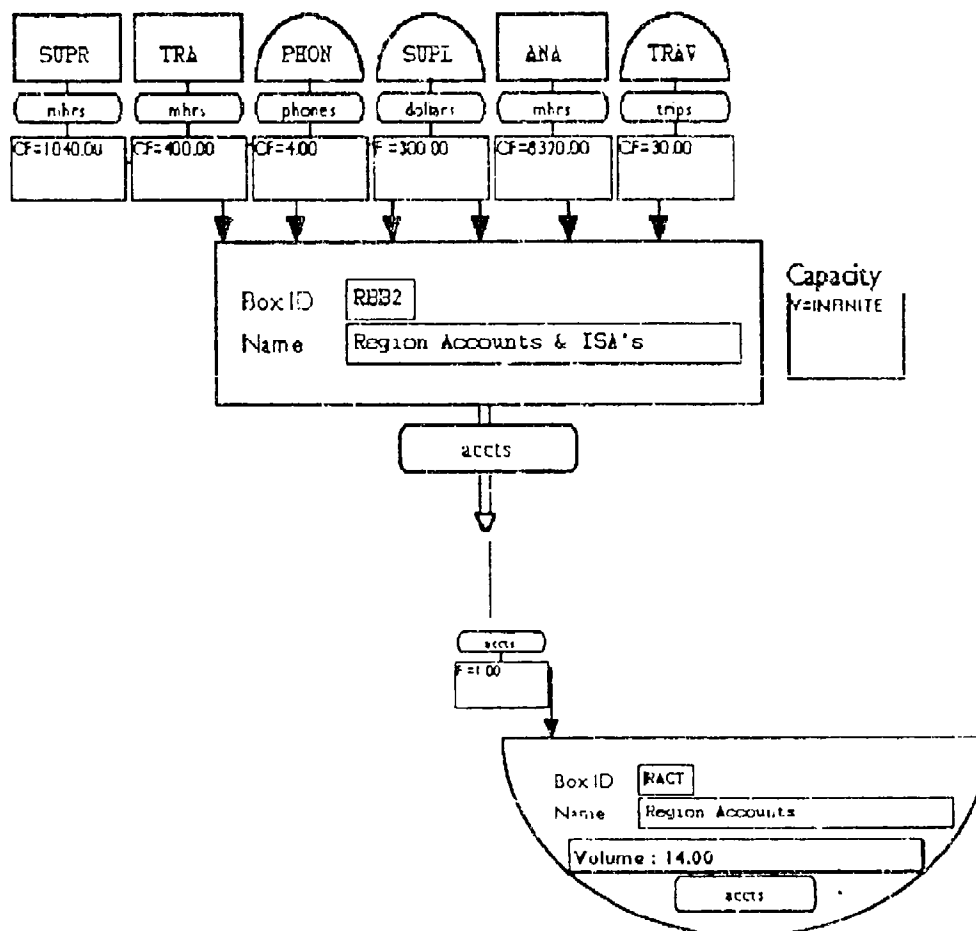 SUPR TRA PHON SUPL ANA TRAV
mhrs mhrs phones dollars mhrs trips
CF=1040.00 CF=400.00 CF=4.00 F=300.00 CF=8320.00 CF=30.00
Capacity
V=INFINITE
Box ID RBB2
Name Region Accounts & ISA's
accts
accts
F=1.00
Box ID RACT
Name Region Accounts
Volume : 14.00
accts